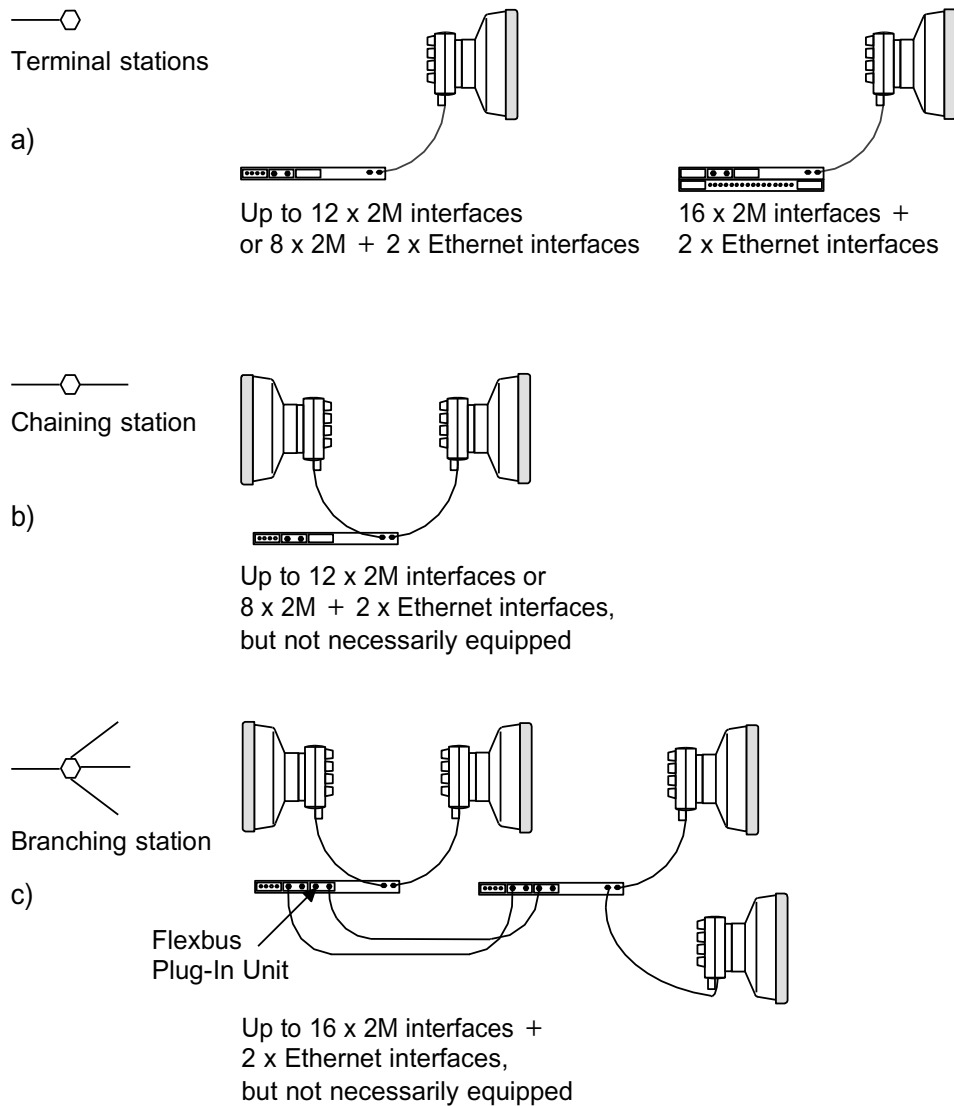 Terminal stations
a)
Up to 12 x 2M interfaces
or 8 x 2M + 2 x Ethernet interfaces
16 x 2M interfaces +
2 x Ethernet interfaces
Chaining station
b)
Up to 12 x 2M interfaces or
8 x 2M + 2 x Ethernet interfaces,
but not necessarily equipped
Branching station
c)
Flexbus
Plug-In Unit
Up to 16 x 2M interfaces +
2 x Ethernet interfaces,
but not necessarily equipped